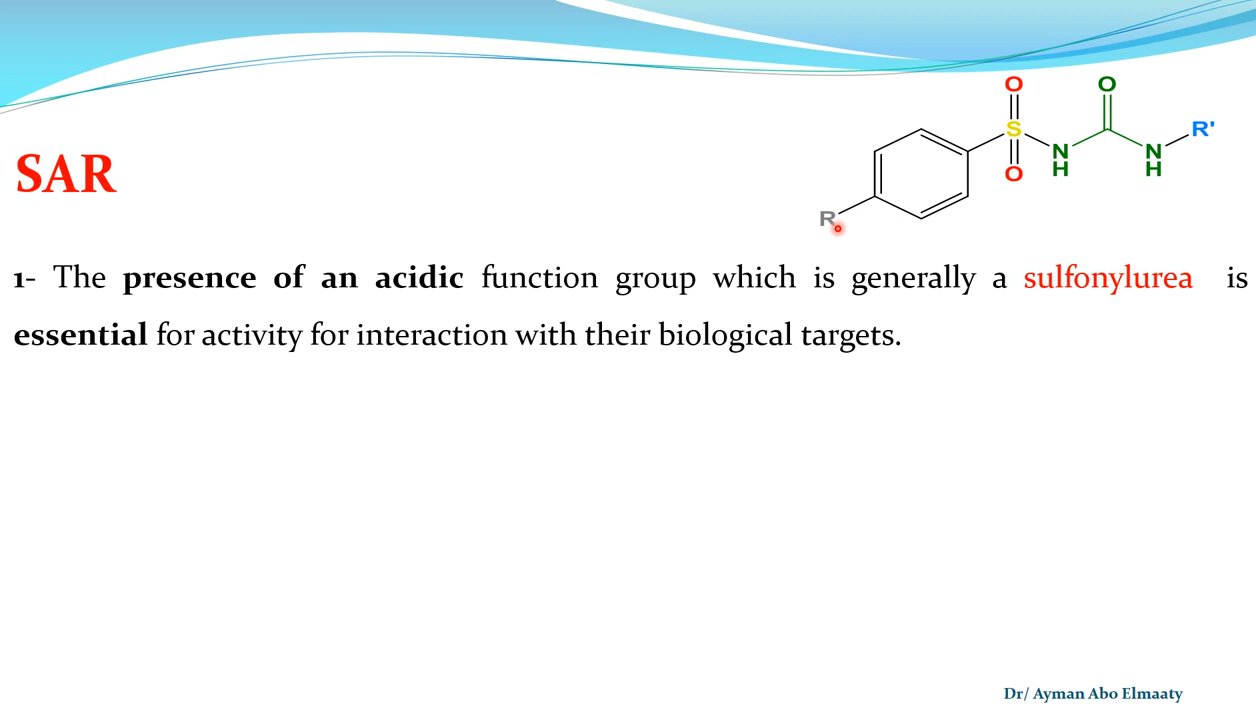 O O
S R'
N N
H H
O
R
SAR
1- The presence of an acidic function group which is generally a sulfonylurea is
essential for activity for interaction with their biological targets.
Dr/ Ayman Abo Elmaaty